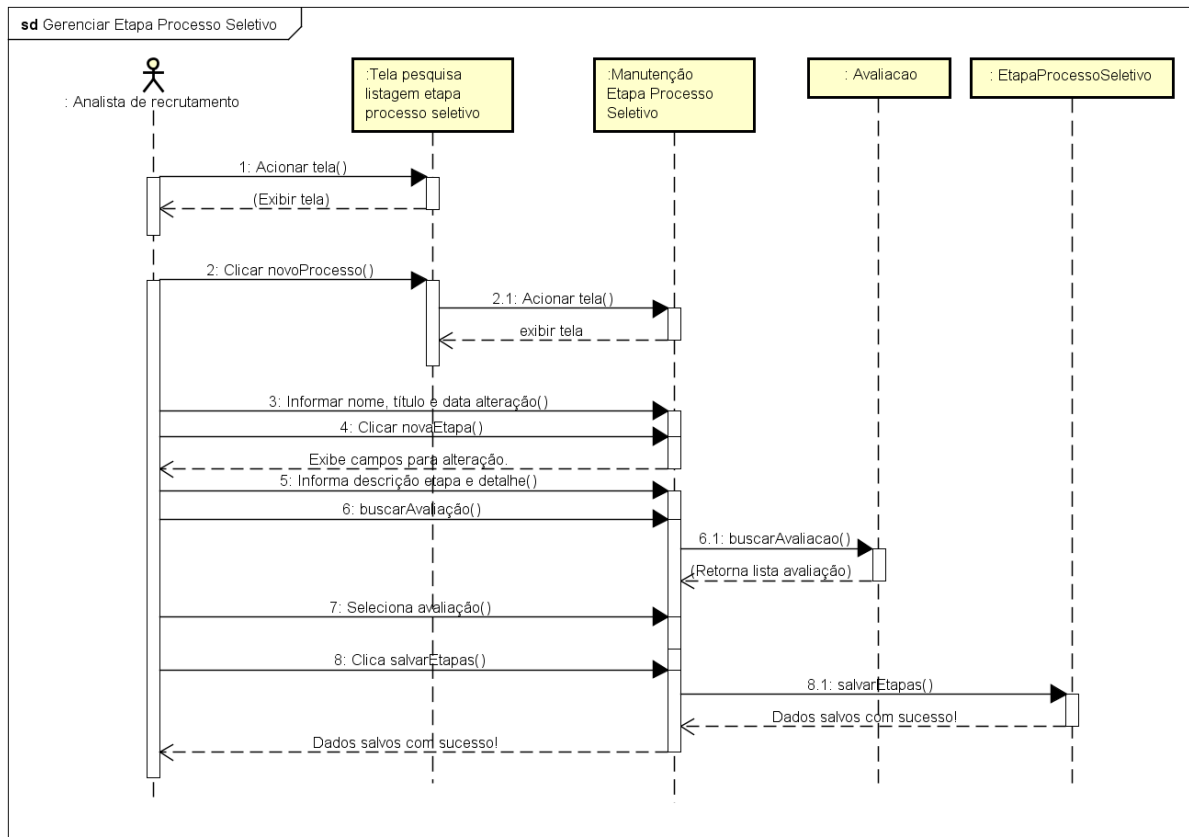 sd Gerenciar Etapa Processo Seletivo
: Analista de recrutamento
:Tela pesquisa
listagem etapa
processo seletivo
:Manutenção
Etapa Processo
Seletivo
: Avaliacao
: EtapaProcessoSeletivo
1: Acionar tela()
(Exibir tela)
2: Clicar novoProcesso()
2.1: Acionar tela()
exibir tela
3: Informar nome, título e data alteração()
4: Clicar novaEtapa()
Exibe campos para alteração.
5: Informa descrição etapa e detalhe()
6: buscarAvaliação()
6.1: buscarAvaliacao()
(Retorna lista avaliação)
7: Seleciona avaliação()
8: Clica salvarEtapas()
8.1: salvarEtapas()
Dados salvos com sucesso!
Dados salvos com sucesso!